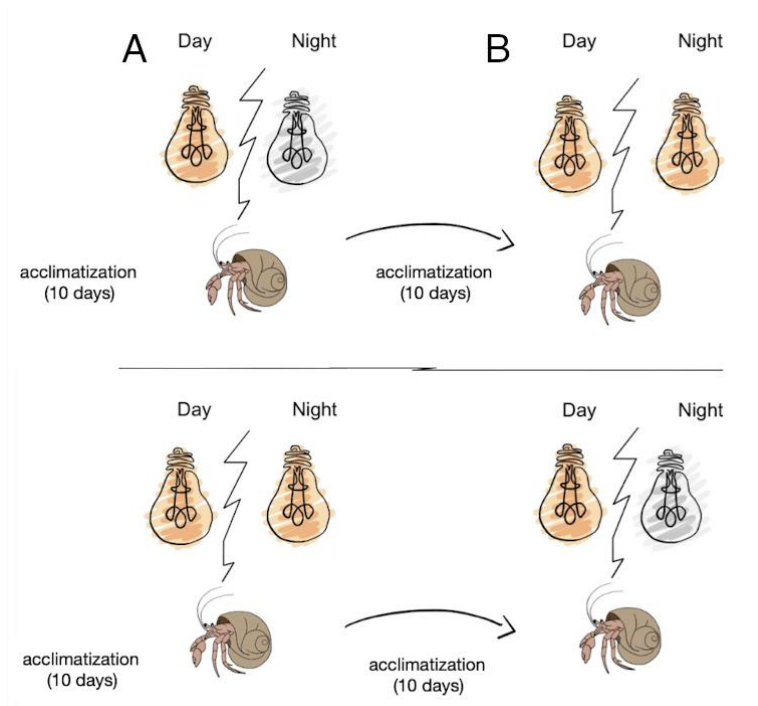 A
Day
Night
B
Day
Night
acclimatization
(10 days)
acclimatization
(10 days)
Day
Night
Day
Night
acclimatization
(10 days)
acclimatization
(10 days)